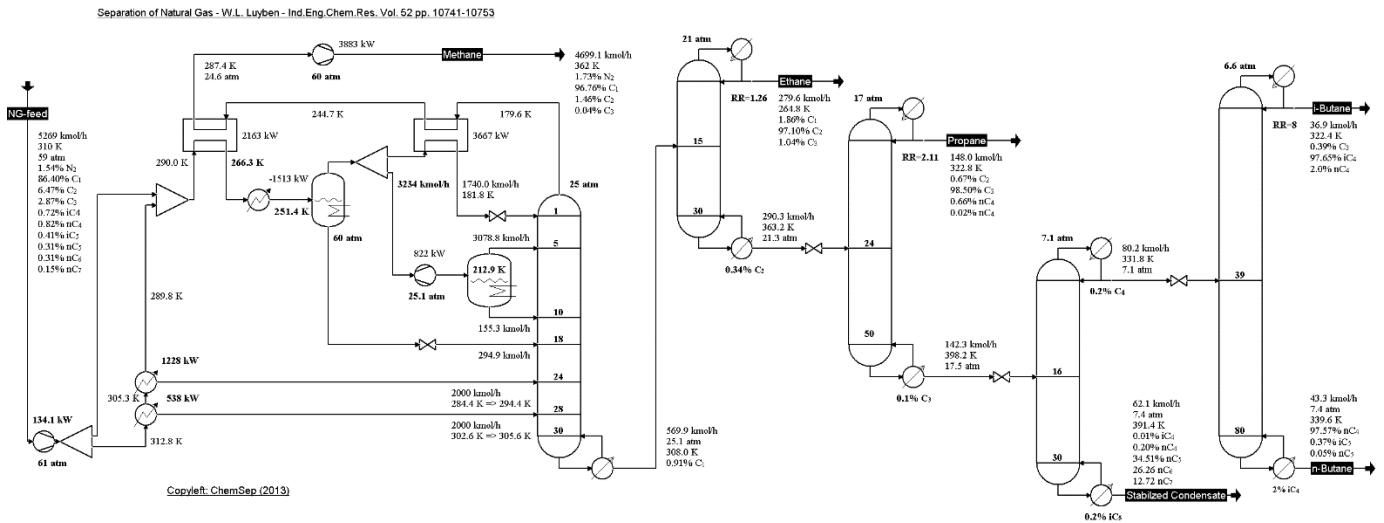 Separation of Natural Gas - W.L. Luyben - Ind.Eng.Chem.Res. Vol. 52 pp. 10741-10753
NG-feed
5269 kmol/h
310 K
59 atm
1.54% N₂
86.40% C₁
6.47% C₂
2.87% C₃
0.72% iC4
0.82% nC₄
0.41% iC₅
0.31% nC₅
0.31% nC₆
0.15% nC₇
134.1 kW
61 atm
312.8 K
305.3 K
538 kW
1228 kW
289.8 K
290.0 K
287.4 K
24.6 atm
3883 kW
60 atm
Methane
4699.1 kmol/h
362 K
1.73% N₂
96.76% C₁
1.46% C₂
0.04% C₃
2163 kW
266.3 K
244.7 K
-1513 kW
251.4 K
60 atm
3667 kW
179.6 K
3234 kmol/h
1740.0 kmol/h
181.8 K
822 kW
25.1 atm
3078.8 kmol/h
212.9 K
155.3 kmol/h
294.9 kmol/h
2000 kmol/h
284.4 K => 294.4 K
2000 kmol/h
302.6 K => 305.6 K
25 atm
1
5
10
18
24
28
30
569.9 kmol/h
25.1 atm
308.0 K
0.91% C₁
21 atm
15
30
RR=1.26
Ethane
279.6 kmol/h
264.8 K
1.86% C₁
97.10% C₂
1.04% C₃
0.34% C₂
290.3 kmol/h
363.2 K
21.3 atm
17 atm
24
50
RR=2.11
Propane
148.0 kmol/h
322.8 K
0.67% C₂
98.50% C₃
0.66% nC₄
0.02% nC₄
0.1% C₃
142.3 kmol/h
398.2 K
17.5 atm
7.1 atm
16
30
0.2% C₄
80.2 kmol/h
331.8 K
7.1 atm
62.1 kmol/h
7.4 atm
391.4 K
0.01% iC₄
0.20% nC₄
34.51% nC₅
26.26 nC₆
12.72 nC₇
Stabilzed Condensate
0.2% iC₅
6.6 atm
39
80
RR=8
i-Butane
36.9 kmol/h
322.4 K
0.39% C₃
97.65% iC₄
2.0% nC₄
43.3 kmol/h
7.4 atm
339.6 K
97.57% nC₄
0.37% iC₅
0.05% nC₅
n-Butane
2% iC₄
Copyleft: ChemSep (2013)